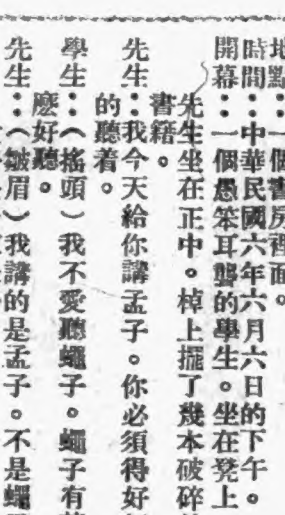 地點：一個書房裡面。
時間：中華民國六年六月六日的下午。
開幕：一個愚笨耳聾的學生。坐在凳上
先生坐在正中。棹上擺了幾本破碎
書籍。
先生：我今天給你講孟子。你必須得好
的聽着。
學生：（搖頭）我不愛聽蠅子。蠅子有
麽好聽。
先生：（皺眉）我講的是孟子。不是蠅